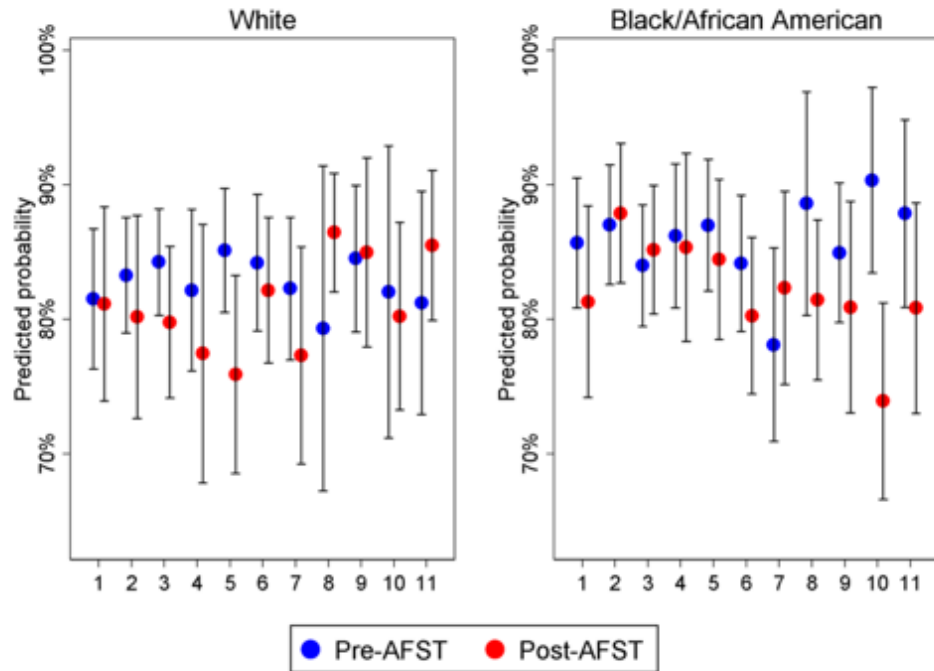 White
Black/African American
100%
90%
80%
70%
Predicted probability
1 2 3 4 5 6 7 8 9 10 11
100%
90%
80%
70%
Predicted probability
1 2 3 4 5 6 7 8 9 10 11
Pre-AFST Post-AFST